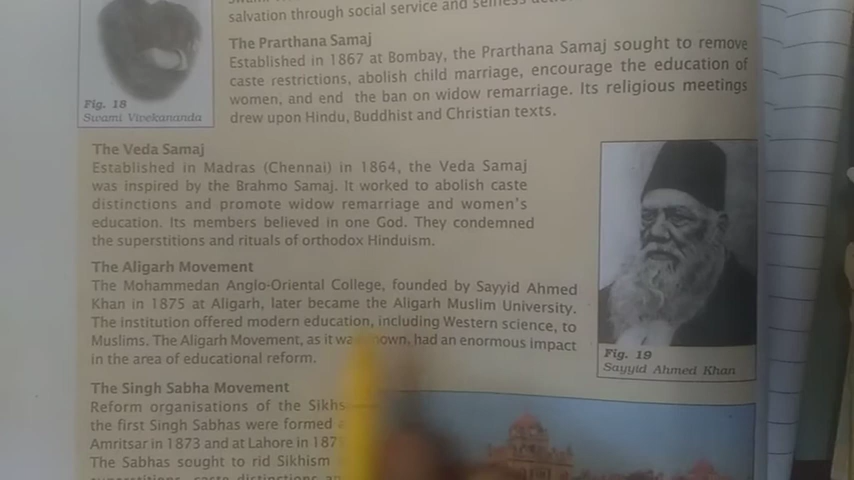 salvation through social service and selfless
The Prarthana Samaj
Established in 1867 at Bombay, the Prarthana Samaj sought to remove
caste restrictions, abolish child marriage, encourage the education of
women, and end the ban on widow remarriage. Its religious meetings
drew upon Hindu, Buddhist and Christian texts.
Fig. 18
Swami Vivekananda
The Veda Samaj
Established in Madras (Chennai) in 1864, the Veda Samaj
was inspired by the Brahmo Samaj. It worked to abolish caste
distinctions and promote widow remarriage and women's
education. Its members believed in one God. They condemned
the superstitions and rituals of orthodox Hinduism.
The Aligarh Movement
The Mohammedan Anglo-Oriental College, founded by Sayyid Ahmed
Khan in 1875 at Aligarh, later became the Aligarh Muslim University.
The institution offered modern education, including Western science, to
Muslims. The Aligarh Movement, as it was known, had an enormous impact
in the area of educational reform.
Fig. 19
Sayyid Ahmed Khan
The Singh Sabha Movement
Reform organisations of the Sikhs
the first Singh Sabhas were formed
Amritsar in 1873 and at Lahore in
The Sabhas sought to rid Sikhism